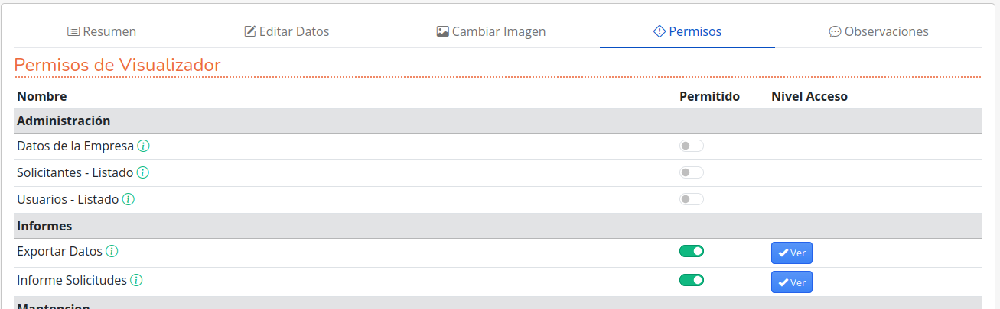 Resumen Editar Datos Cambiar Imagen Permisos Observaciones
Permisos de Visualizador
Nombre Permitido Nivel Acceso
Administración
Datos de la Empresa
Solicitantes - Listado
Usuarios - Listado
Informes
Exportar Datos Ver
Informe Solicitudes Ver
Mantencion